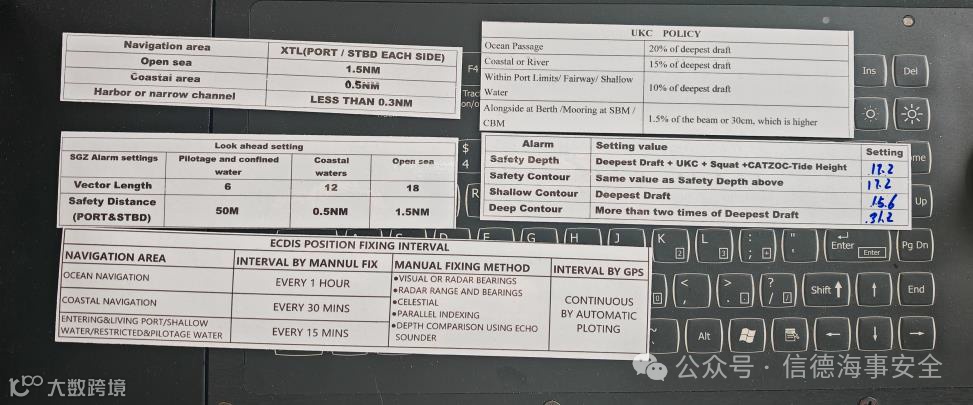 Navigation area XTL(PORT / STBD EACH SIDE)
Open sea 1.5NM
Coastai area 0.5NM
Harbor or narrow channel LESS THAN 0.3NM
UKC POLICY
Ocean Passage 20% of deepest draft
Coastal or River 15% of deepest draft
Within Port Limits/ Fairway/ Shallow
Water 10% of deepest draft
Alongside at Berth /Mooring at SBM /
CBM 1.5% of the beam or 30cm, which is higher
Look ahead setting
SGZ Alarm settings Pilotage and confined water Coastal waters Open sea
Vector Length 6 12 18
Safety Distance (PORT&STBD) 50M 0.5NM 1.5NM
Alarm Setting value Setting
Safety Depth Deepest Draft + UKC + Squat +CATZOC-Tide Height 17.2
Safety Contour Same value as Safety Depth above 17.2
Shallow Contour Deepest Draft 15.6
Deep Contour More than two times of Deepest Draft 31.2
ECDIS POSITION FIXING INTERVAL
NAVIGATION AREA INTERVAL BY MANNUL FIX MANUAL FIXING METHOD INTERVAL BY GPS
OCEAN NAVIGATION EVERY 1 HOUR
COASTAL NAVIGATION EVERY 30 MINS
ENTERING&LIVING PORT/SHALLOW
WATER/RESTRICTED&PILOTAGE WATER EVERY 15 MINS
●VISUAL OR RADAR BEARINGS
●RADAR RANGE AND BEARINGS
●CELESTIAL
●PARALLEL INDEXING
●DEPTH COMPARISON USING ECHO
SOUNDER
CONTINUOUS
BY AUTOMATIC
PLOTING
F4
Ins Del
$
4
R
Up
H J K 2 L 3 : ; + " ' Enter Enter Pg Dn
0 < , > . . ? / / Shift ↑ ↑ End
Alt ← ↓ →
大数跨境
公众号 · 信德海事安全